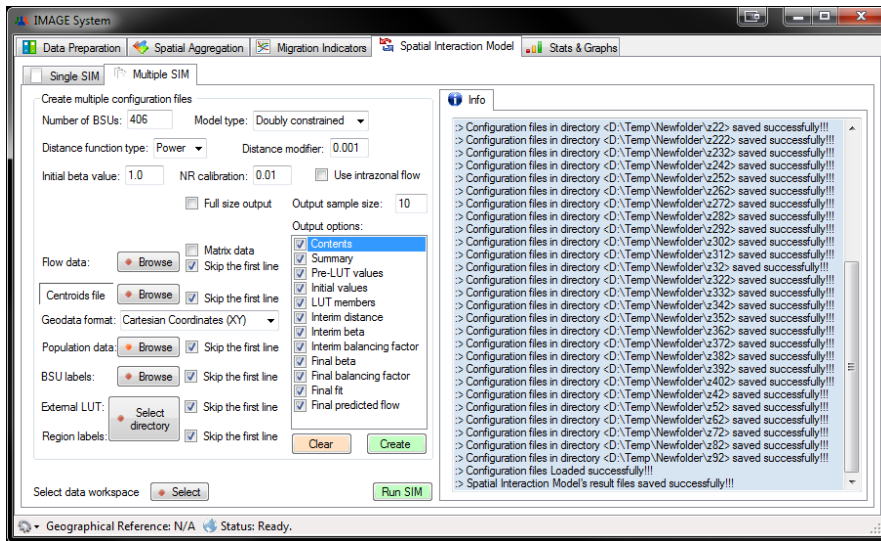 IMAGE System
Data Preparation Spatial Aggregation Migration Indicators Spatial Interaction Model Stats & Graphs
Single SIM Multiple SIM
Create multiple configuration files
Number of BSUs: 406 Model type: Doubly constrained
Distance function type: Power Distance modifier: 0.001
Initial beta value: 1.0 NR calibration: 0.01 Use intrazonal flow
Full size output Output sample size: 10
Output options:
Matrix data
Flow data: Browse Skip the first line
Centroids file Browse Skip the first line
Geodata format: Cartesian Coordinates (XY)
Population data: Browse Skip the first line
BSU labels: Browse Skip the first line
External LUT: Skip the first line
Select directory
Region labels: Skip the first line
Contents
Summary
Pre-LUT values
Initial values
LUT members
Interim distance
Interim beta
Interim balancing factor
Final beta
Final balancing factor
Final fit
Final predicted flow
Clear Create
Select data workspace Select Run SIM
Info
:> Configuration files in directory <D:\Temp\Newfolder\z22> saved successfully!!!
:> Configuration files in directory <D:\Temp\Newfolder\z222> saved successfully!!!
:> Configuration files in directory <D:\Temp\Newfolder\z232> saved successfully!!!
:> Configuration files in directory <D:\Temp\Newfolder\z242> saved successfully!!!
:> Configuration files in directory <D:\Temp\Newfolder\z252> saved successfully!!!
:> Configuration files in directory <D:\Temp\Newfolder\z262> saved successfully!!!
:> Configuration files in directory <D:\Temp\Newfolder\z272> saved successfully!!!
:> Configuration files in directory <D:\Temp\Newfolder\z282> saved successfully!!!
:> Configuration files in directory <D:\Temp\Newfolder\z292> saved successfully!!!
:> Configuration files in directory <D:\Temp\Newfolder\z302> saved successfully!!!
:> Configuration files in directory <D:\Temp\Newfolder\z312> saved successfully!!!
:> Configuration files in directory <D:\Temp\Newfolder\z32> saved successfully!!!
:> Configuration files in directory <D:\Temp\Newfolder\z322> saved successfully!!!
:> Configuration files in directory <D:\Temp\Newfolder\z332> saved successfully!!!
:> Configuration files in directory <D:\Temp\Newfolder\z342> saved successfully!!!
:> Configuration files in directory <D:\Temp\Newfolder\z352> saved successfully!!!
:> Configuration files in directory <D:\Temp\Newfolder\z362> saved successfully!!!
:> Configuration files in directory <D:\Temp\Newfolder\z372> saved successfully!!!
:> Configuration files in directory <D:\Temp\Newfolder\z382> saved successfully!!!
:> Configuration files in directory <D:\Temp\Newfolder\z392> saved successfully!!!
:> Configuration files in directory <D:\Temp\Newfolder\z402> saved successfully!!!
:> Configuration files in directory <D:\Temp\Newfolder\z42> saved successfully!!!
:> Configuration files in directory <D:\Temp\Newfolder\z52> saved successfully!!!
:> Configuration files in directory <D:\Temp\Newfolder\z62> saved successfully!!!
:> Configuration files in directory <D:\Temp\Newfolder\z72> saved successfully!!!
:> Configuration files in directory <D:\Temp\Newfolder\z82> saved successfully!!!
:> Configuration files in directory <D:\Temp\Newfolder\z92> saved successfully!!!
:> Configuration files Loaded successfully!!!
:> Spatial Interaction Model's result files saved successfully!!!
Geographical Reference: N/A Status: Ready.